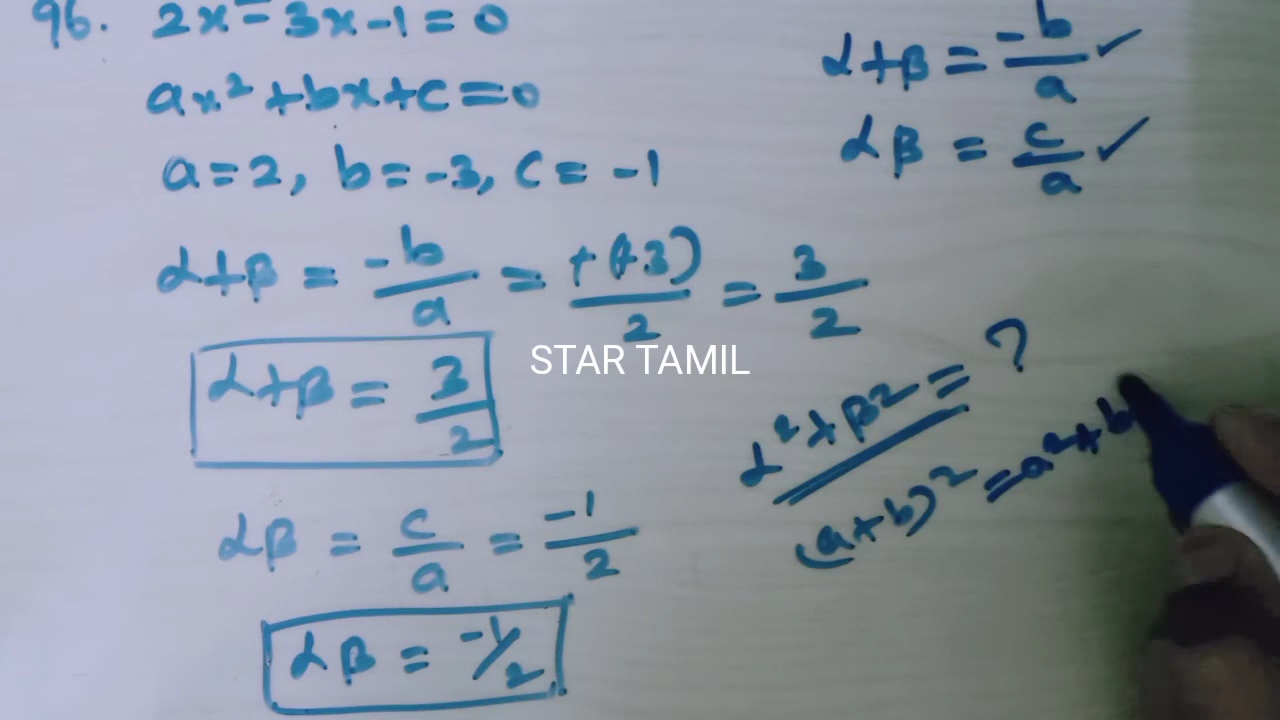 96. 2x² - 3x - 1 = 0
ax² + bx + c = 0
a = 2, b = -3, c = -1
α+β = -b/a = +(+3)/2 = 3/2
α+β = 3/2
αβ = c/a = -1/2
αβ = -1/2
α+β = -b/a ✓
αβ = c/a ✓
α² + β² = ?
(a+b)² = a² + b
STAR TAMIL